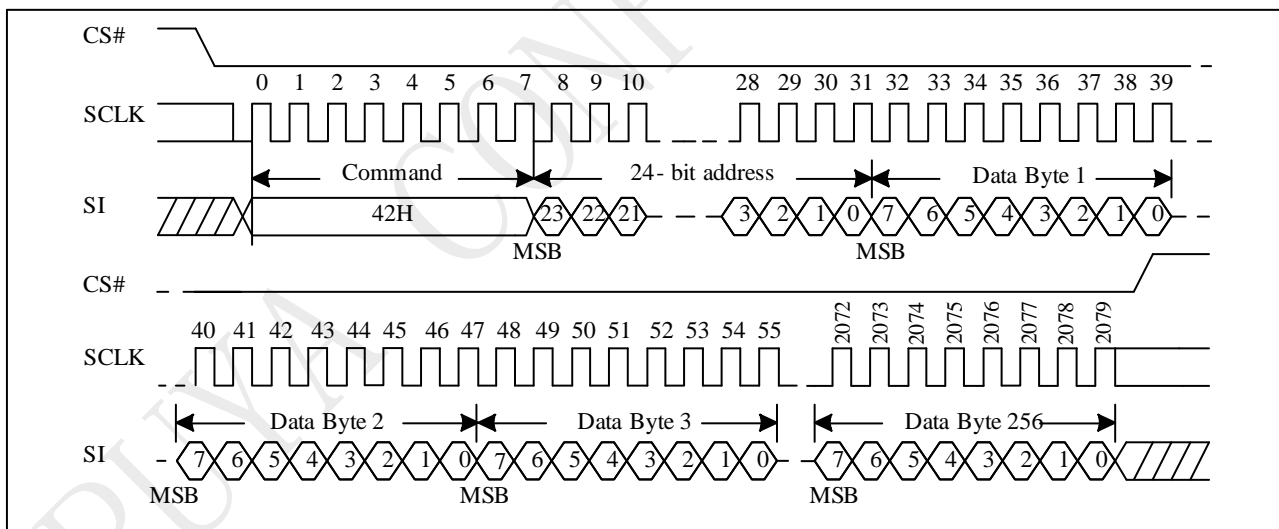 CS#
0 1 2 3 4 5 6 7 8 9 10 28 29 30 31 32 33 34 35 36 37 38 39
SCLK
Command 24- bit address Data Byte 1
SI 42H 23 22 21 3 2 1 0 7 6 5 4 3 2 1 0
MSB MSB
CS#
40 41 42 43 44 45 46 47 48 49 50 51 52 53 54 55 2072 2073 2074 2075 2076 2077 2078 2079
SCLK
Data Byte 2 Data Byte 3 Data Byte 256
SI 7 6 5 4 3 2 1 0 7 6 5 4 3 2 1 0 7 6 5 4 3 2 1 0
MSB MSB MSB
PUYA CONF